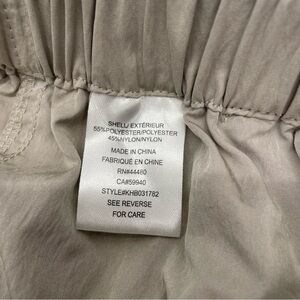 SHELL/ EXTÉRIEUR
55%POLYESTER/POLYESTER
45%NYLON/NYLON
MADE IN CHINA
FABRIQUÉ EN CHINE
RN#44480
CA#59940
STYLE#KHB031782
SEE REVERSE
FOR CARE